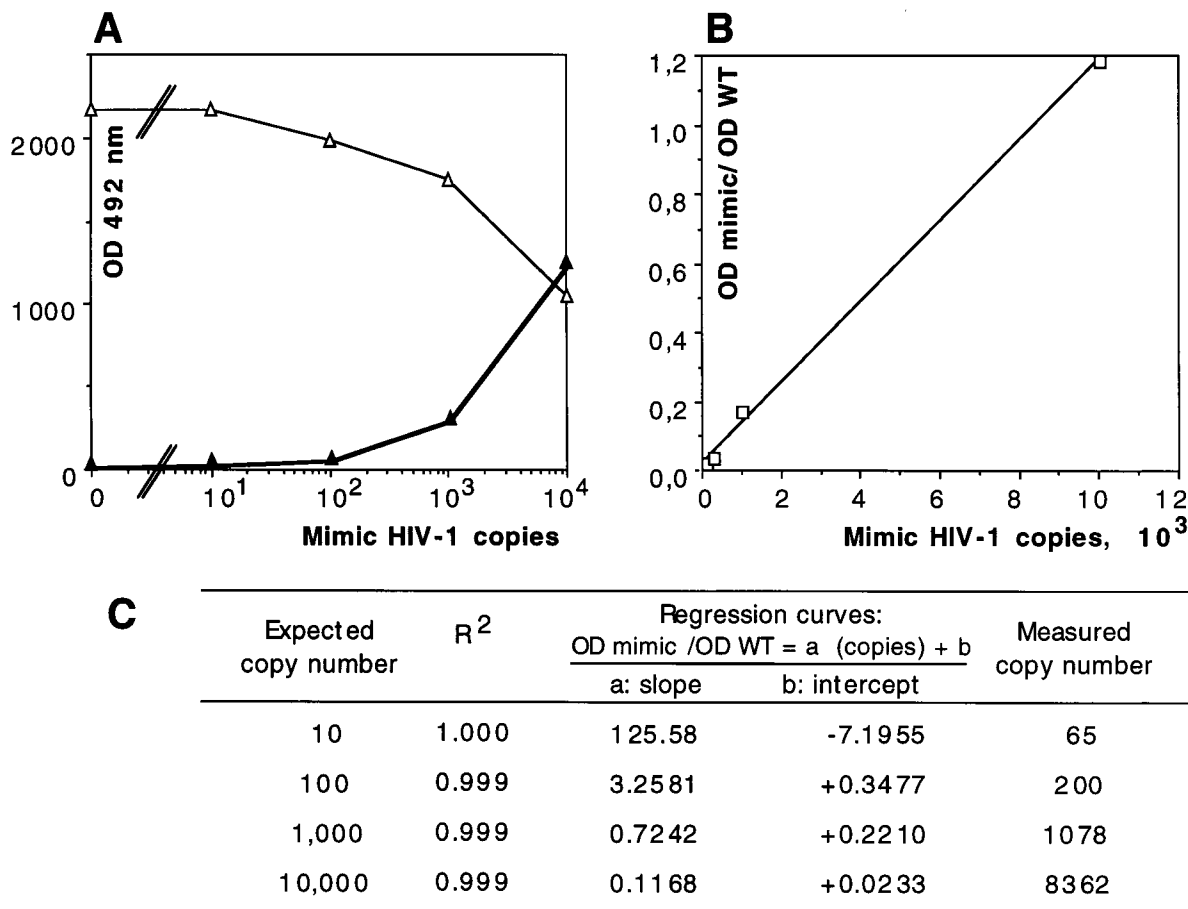 A
OD 492 nm
2000
1000
0
0
10^1
10^2
10^3
10^4
Mimic HIV-1 copies
B
OD mimic/ OD WT
1,2
1,0
0,8
0,6
0,4
0,2
0,0
0
2
4
6
8
10
12
Mimic HIV-1 copies, 10^3
C
Expected copy number
R^2
Regression curves:
OD mimic /OD WT = a (copies) + b
a: slope
b: intercept
Measured copy number
10 1.000 125.58 -7.1955 65
100 0.999 3.2581 +0.3477 200
1,000 0.999 0.7242 +0.2210 1078
10,000 0.999 0.1168 +0.0233 8362